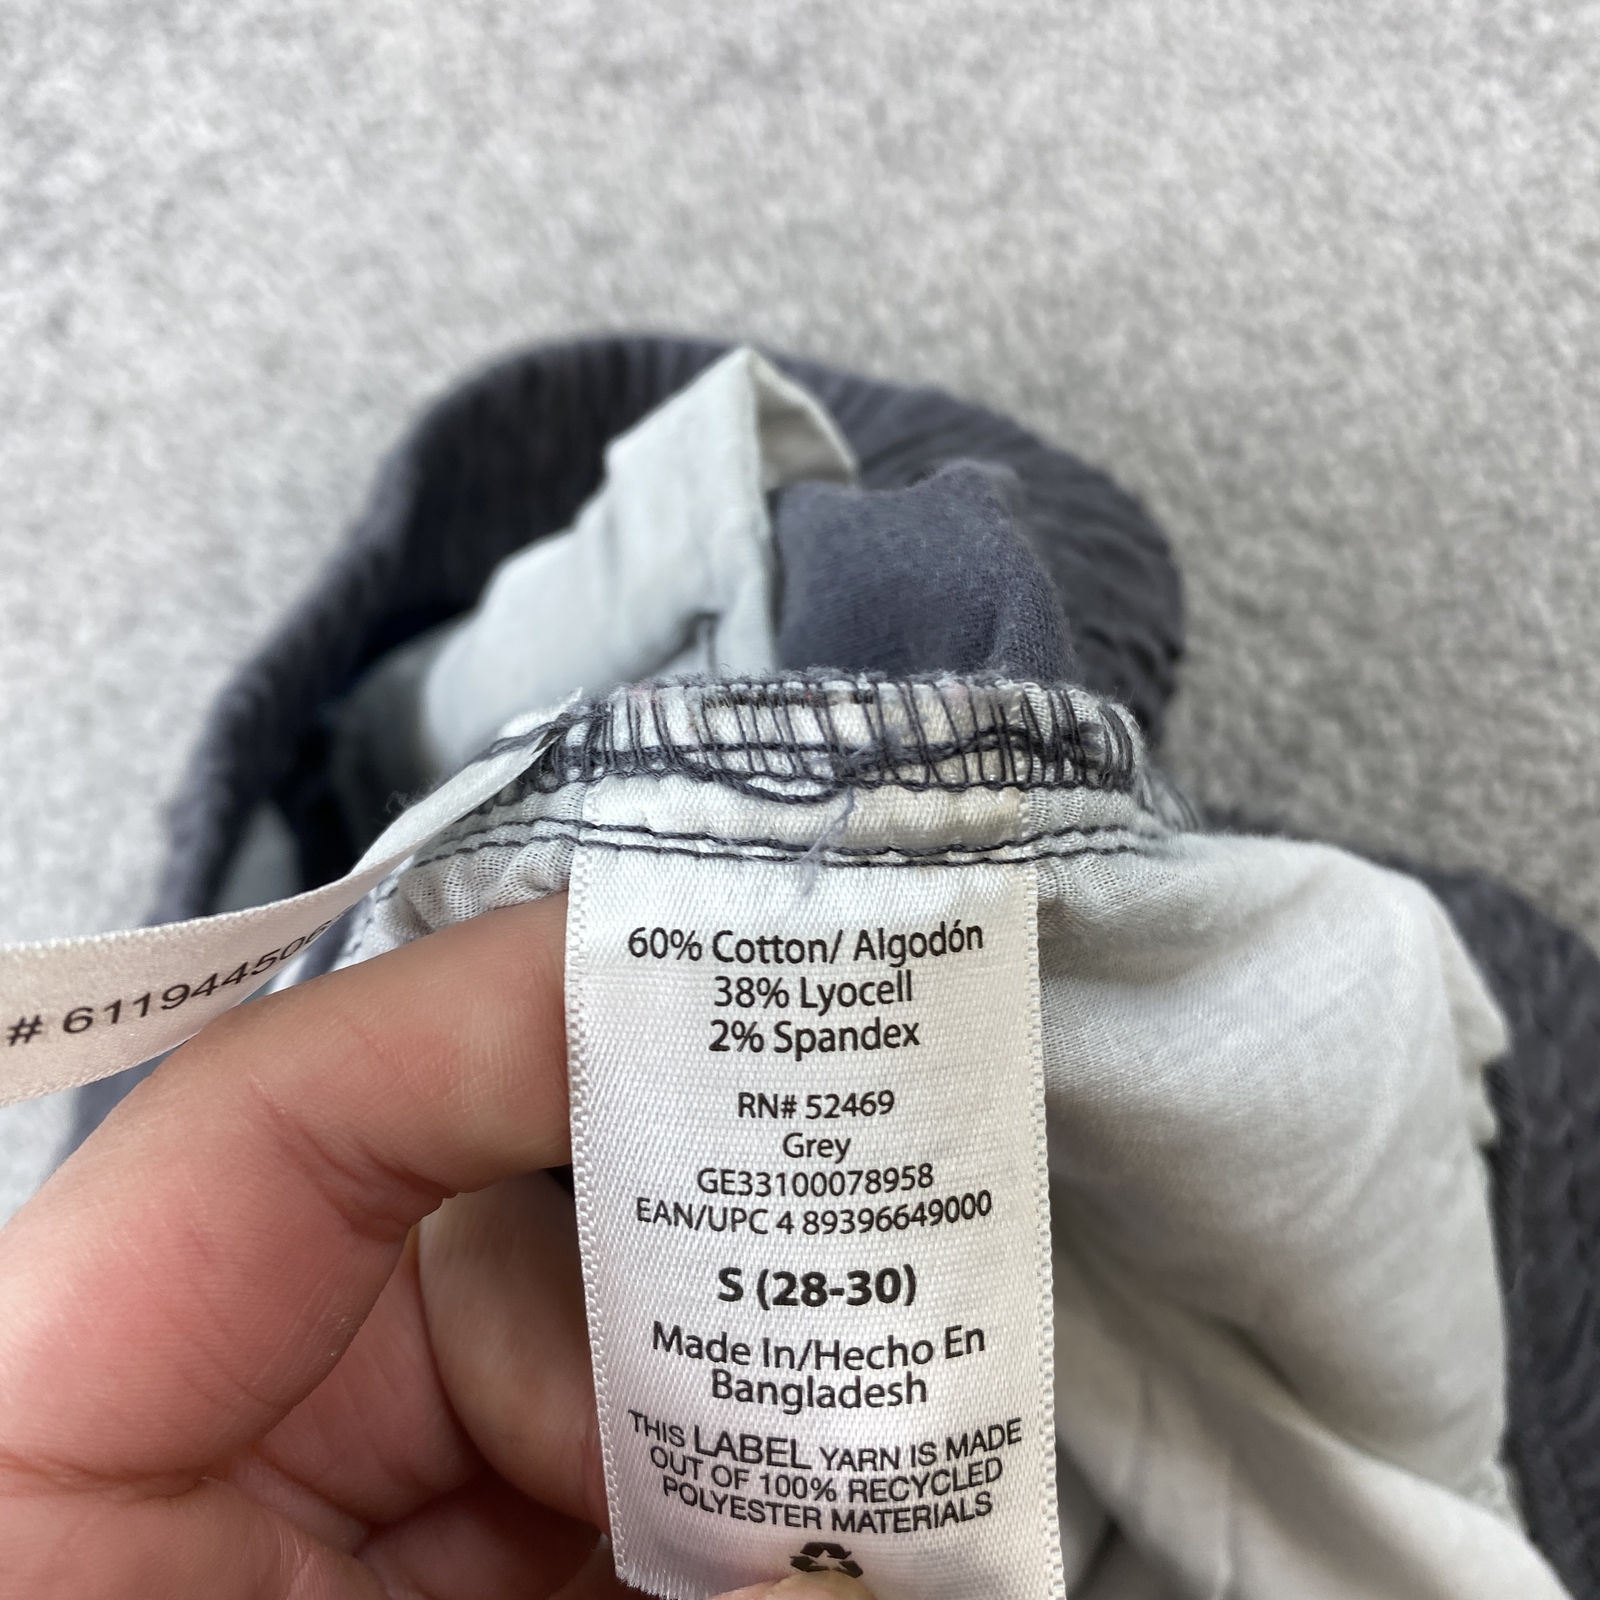 # 611944506
60% Cotton/ Algodón
38% Lyocell
2% Spandex
RN# 52469
Grey
GE33100078958
EAN/UPC 4 89396649000
S (28-30)
Made In/Hecho En
Bangladesh
THIS LABEL YARN IS MADE
OUT OF 100% RECYCLED
POLYESTER MATERIALS